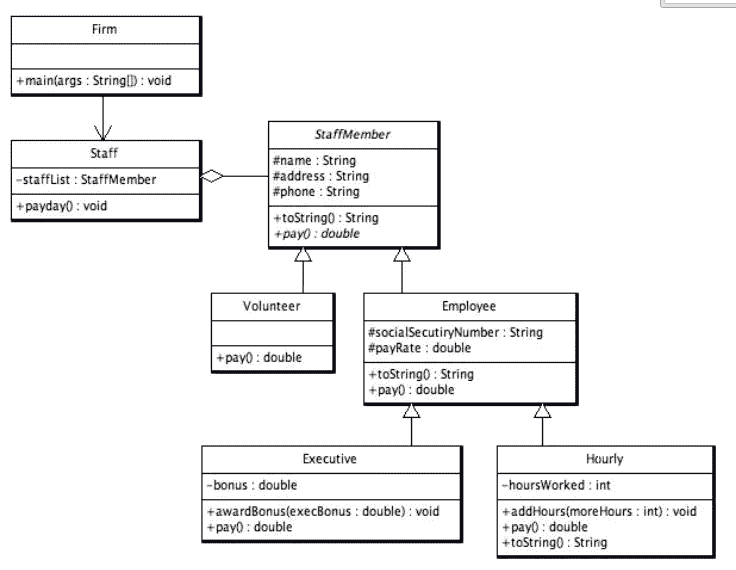 Firm
+main(args : String[]) : void
Staff
-staffList : StaffMember
+payday() : void
StaffMember
#name : String
#address : String
#phone : String
+toString() : String
+pay() : double
Volunteer
+pay() : double
Employee
#socialSecutiryNumber : String
#payRate : double
+toString() : String
+pay() : double
Executive
-bonus : double
+awardBonus(execBonus : double) : void
+pay() : double
Hourly
-hoursWorked : int
+addHours(moreHours : int) : void
+pay() : double
+toString() : String